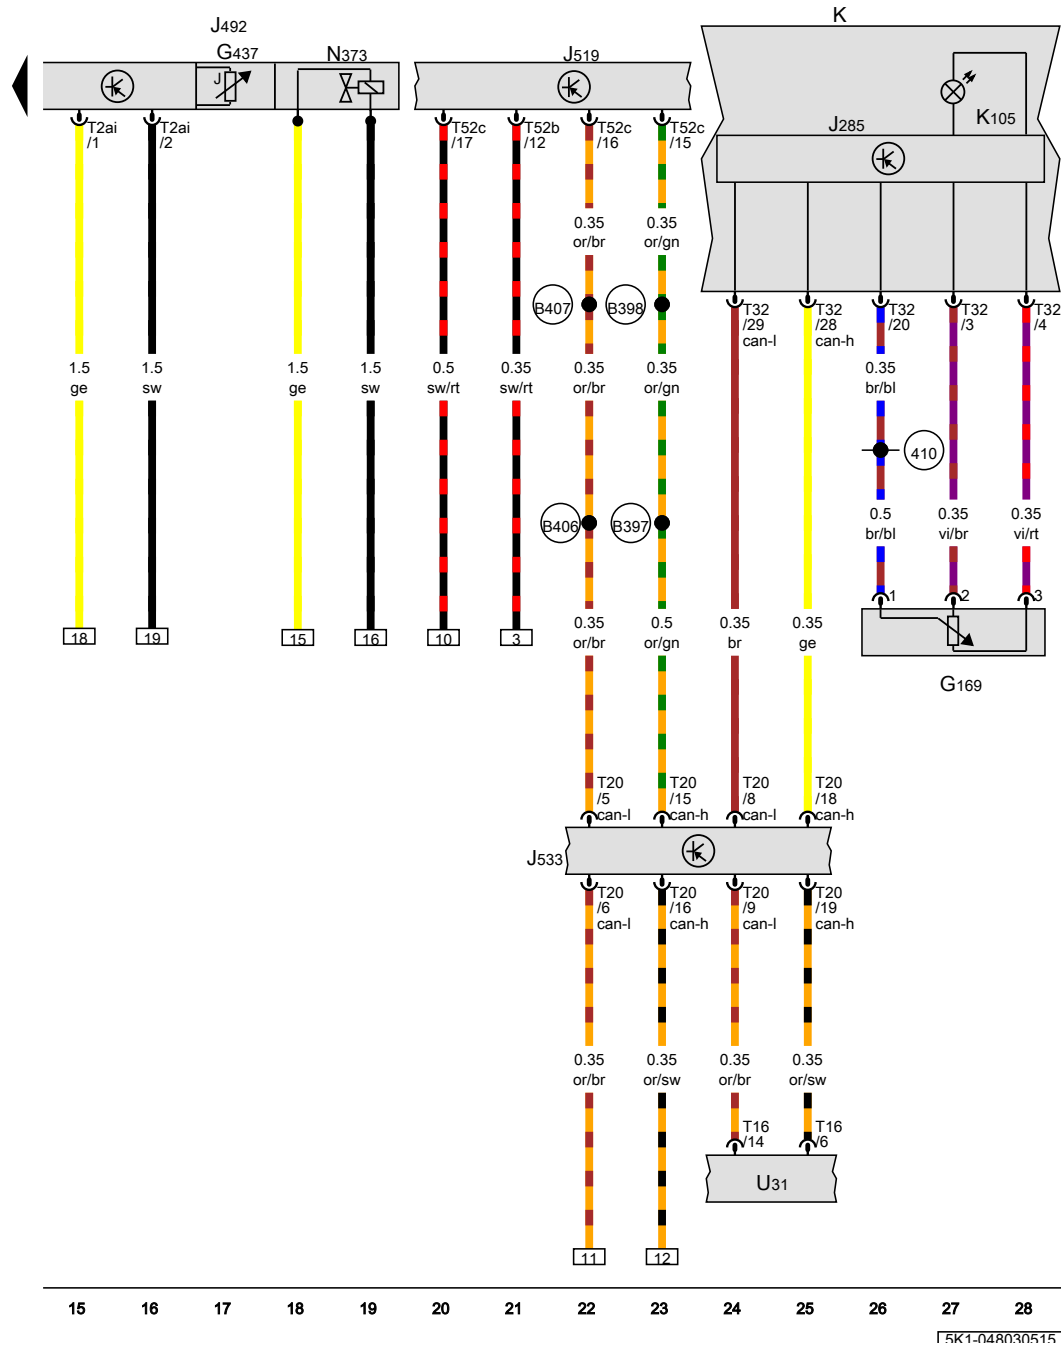 K
J492
G437 N373 J519
J
K105
J285
T2ai T2ai T52c T52b T52c T52c
/1 /2 /17 /12 /16 /15
0.35 0.35
or/br or/gn
B407 B398
T32 T32 T32 T32 T32
/29 /28 /20 /3 /4
can-l can-h
1.5 1.5 1.5 1.5 0.5 0.35 0.35 0.35 0.35
ge sw ge sw sw/rt sw/rt or/br or/gn br/bl
410
B406 B397
0.5 0.35 0.35
br/bl vi/br vi/rt
1 2 3
0.35 0.5 0.35 0.35
or/br or/gn br ge
18 19 15 16 10 3
G169
T20 T20 T20 T20
/5 /15 /8 /18
can-l can-h can-l can-h
J533
T20 T20 T20 T20
/6 /16 /9 /19
can-l can-h can-l can-h
0.35 0.35 0.35 0.35
or/br or/sw or/br or/sw
T16 T16
/14 /6
U31
11 12
15 16 17 18 19 20 21 22 23 24 25 26 27 28
5K1-048030515